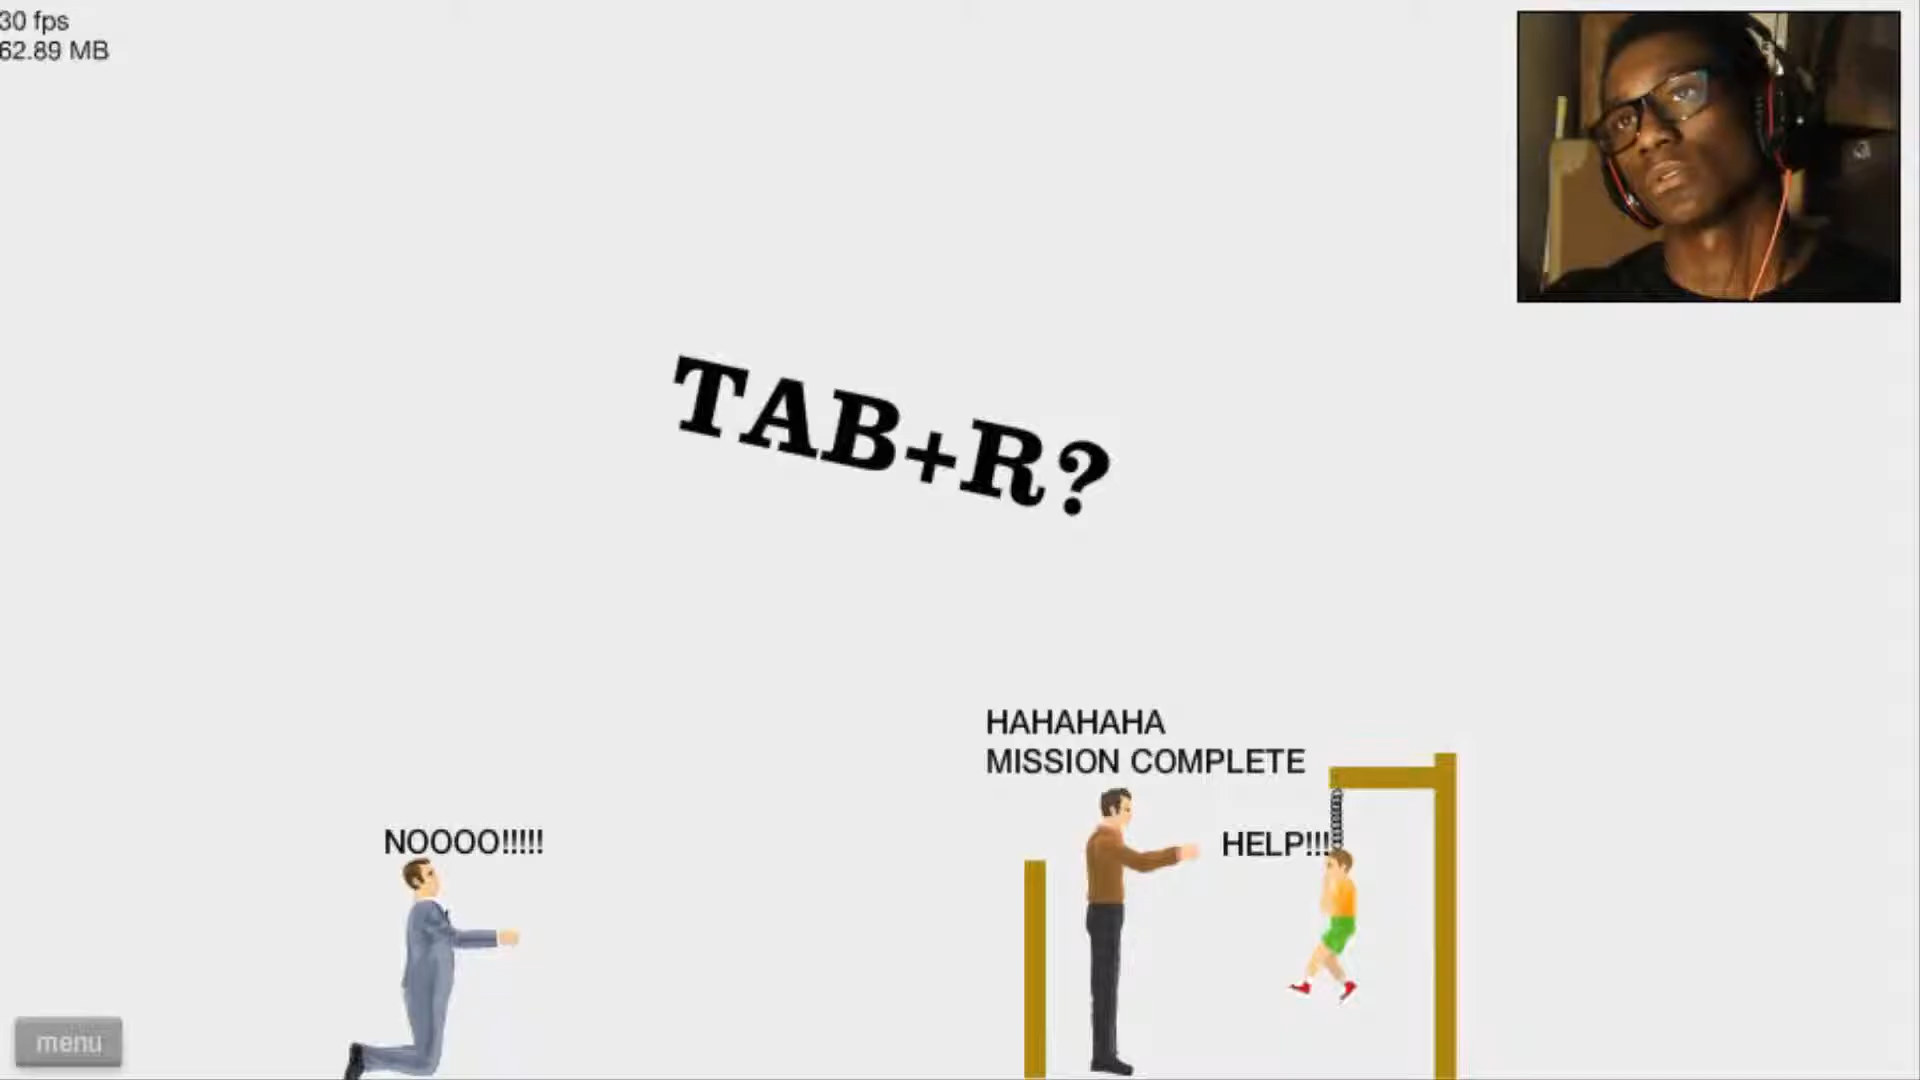 30 fps
62.89 MB
TAB+R?
HAHAHAHA
MISSION COMPLETE
HELP!!!
NOOOO!!!!!
menu